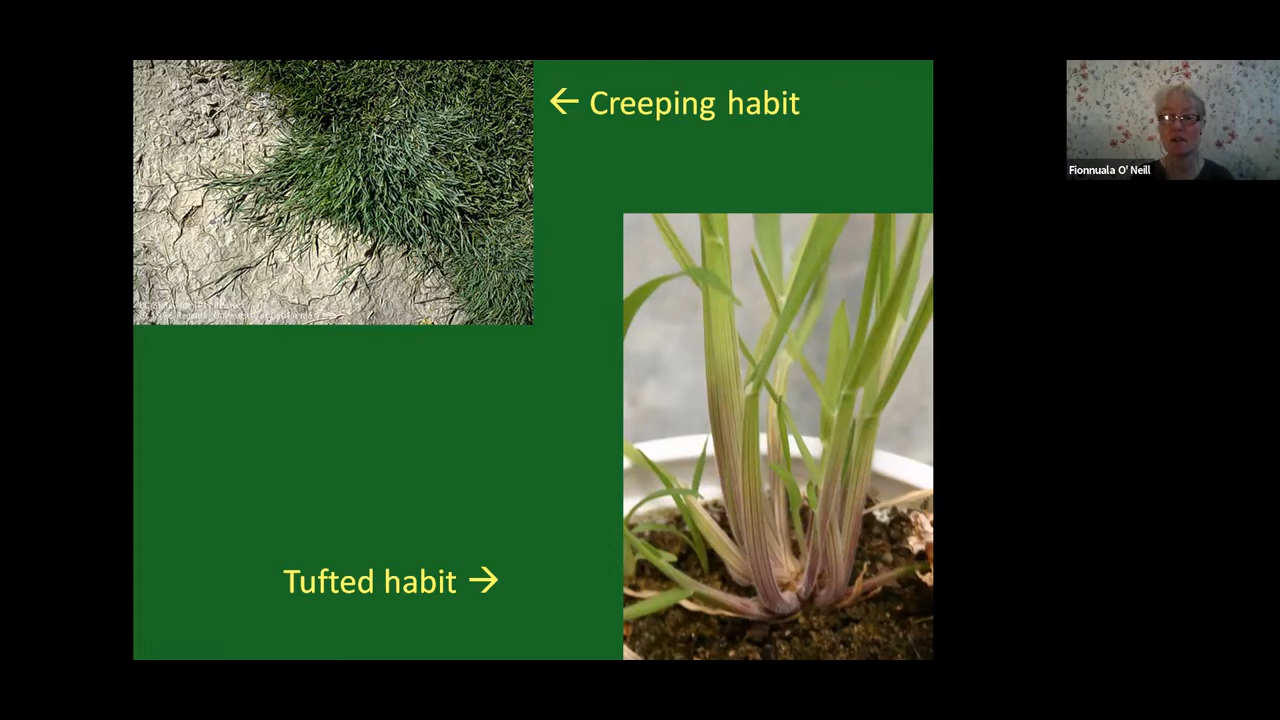 ← Creeping habit
Fionnuala O' Neill
Tufted habit →